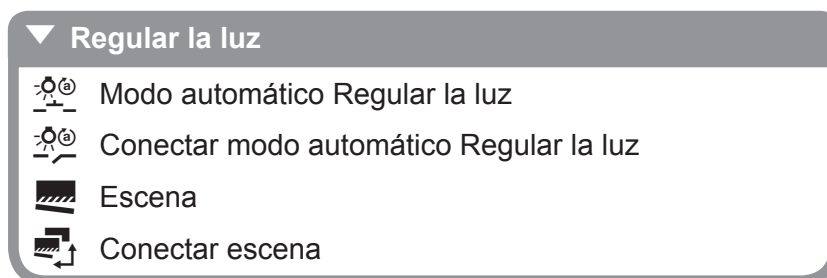 Regular la luz
Modo automático Regular la luz
Conectar modo automático Regular la luz
Escena
Conectar escena